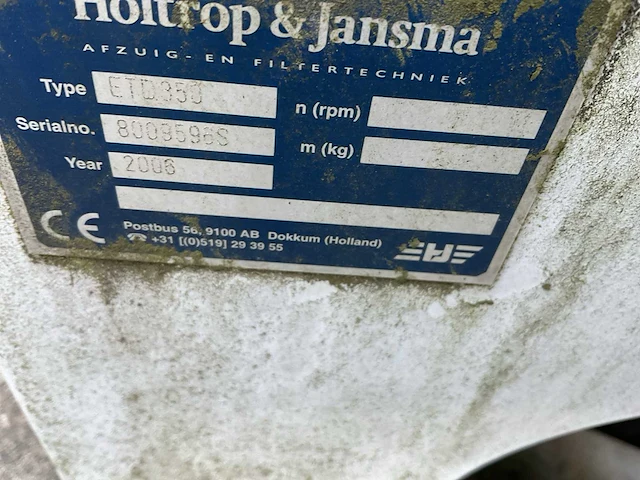 Holtrop & Jansma
AFZUIG- EN FILTERTECHNIEK
Type ETD350
n (rpm)
Serialno. 8003596S
m (kg)
Year 2006
CE Postbus 56, 9100 AB Dokkum (Holland)
☎ +31 [(0)519] 29 39 55